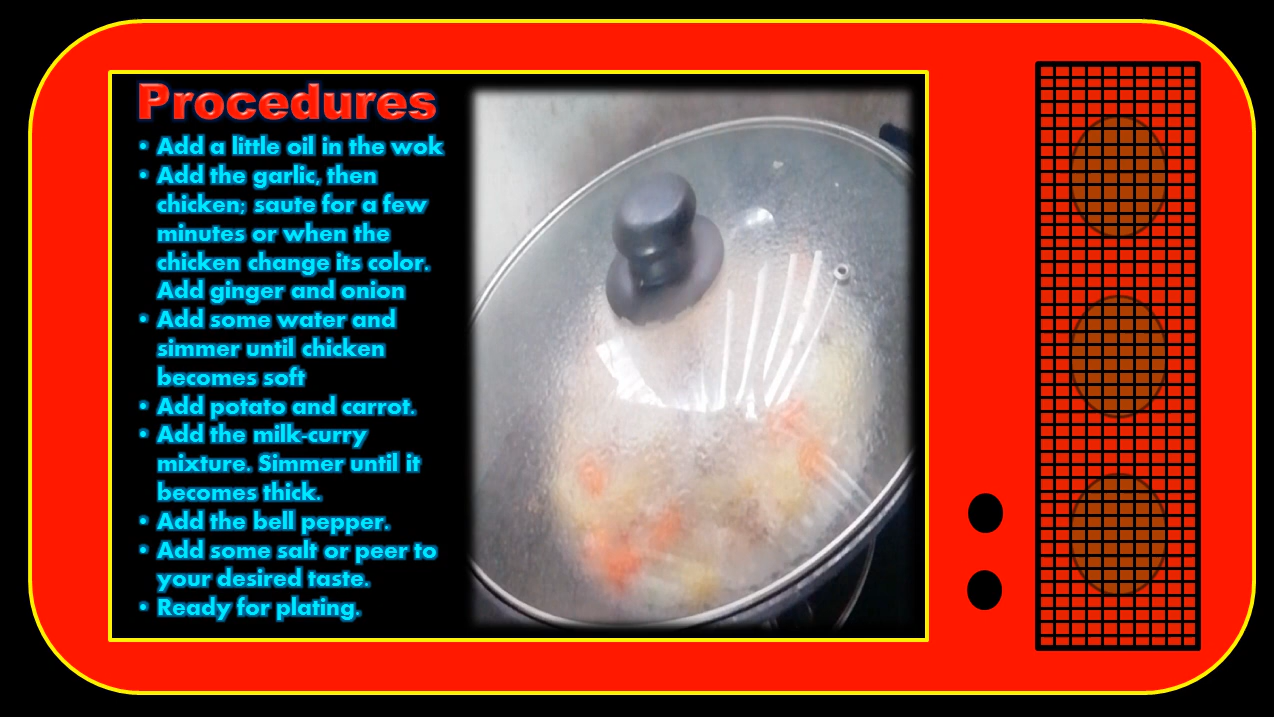 Procedures
• Add a little oil in the wok
• Add the garlic, then
chicken; saute for a few
minutes or when the
chicken change its color.
Add ginger and onion
• Add some water and
simmer until chicken
becomes soft
• Add potato and carrot.
• Add the milk-curry
mixture. Simmer until it
becomes thick.
• Add the bell pepper.
• Add some salt or peer to
your desired taste.
• Ready for plating.